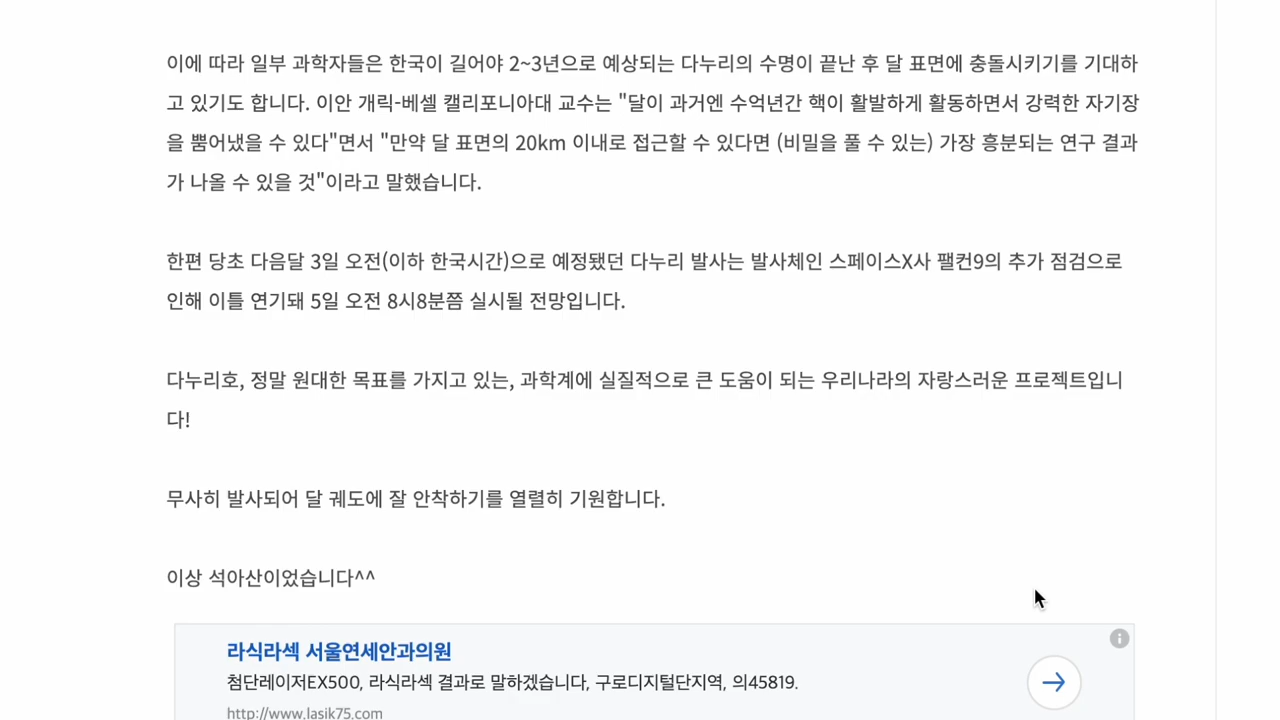 이에 따라 일부 과학자들은 한국이 길어야 2~3년으로 예상되는 다누리의 수명이 끝난 후 달 표면에 충돌시키기를 기대하
고 있기도 합니다. 이안 개릭-베셀 캘리포니아대 교수는 "달이 과거엔 수억년간 핵이 활발하게 활동하면서 강력한 자기장
을 뿜어냈을 수 있다"면서 "만약 달 표면의 20km 이내로 접근할 수 있다면 (비밀을 풀 수 있는) 가장 흥분되는 연구 결과
가 나올 수 있을 것"이라고 말했습니다.
한편 당초 다음달 3일 오전(이하 한국시간)으로 예정됐던 다누리 발사는 발사체인 스페이스X사 팰컨9의 추가 점검으로
인해 이틀 연기돼 5일 오전 8시8분쯤 실시될 전망입니다.
다누리호, 정말 원대한 목표를 가지고 있는, 과학계에 실질적으로 큰 도움이 되는 우리나라의 자랑스러운 프로젝트입니
다!
무사히 발사되어 달 궤도에 잘 안착하기를 열렬히 기원합니다.
이상 석아산이었습니다^^
라식라섹 서울연세안과의원
첨단레이저EX500, 라식라섹 결과로 말하겠습니다, 구로디지털단지역, 의45819.
http://www.lasik75.com